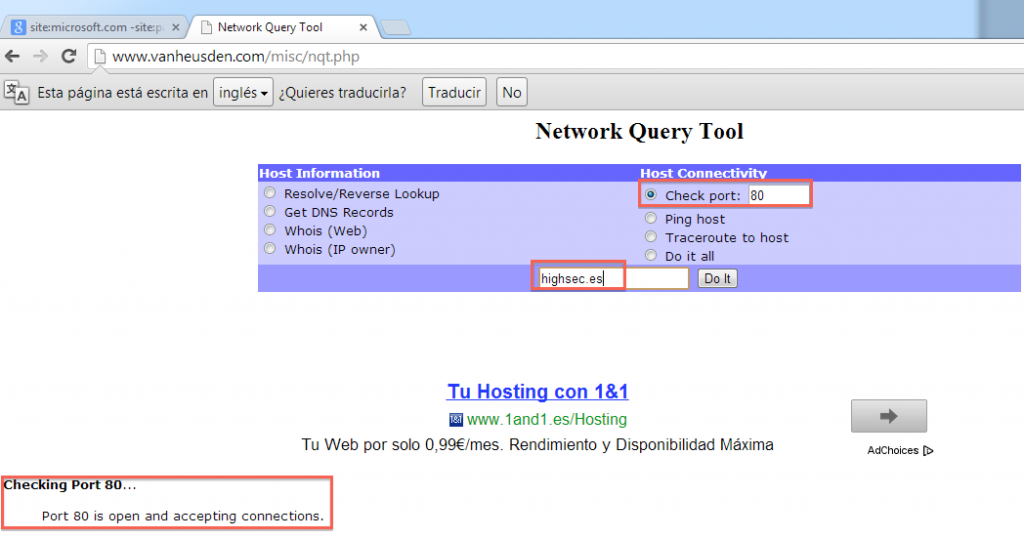 site:microsoft.com -site:p
Network Query Tool
www.vanheusden.com/misc/nqt.php
Esta página está escrita en inglés ¿Quieres traducirla? Traducir No
Network Query Tool
Host Information
Resolve/Reverse Lookup
Get DNS Records
Whois (Web)
Whois (IP owner)
Host Connectivity
Check port: 80
Ping host
Traceroute to host
Do it all
highsec.es Do It
Tu Hosting con 1&1
1&1 www.1and1.es/Hosting
Tu Web por solo 0,99€/mes. Rendimiento y Disponibilidad Máxima
AdChoices
Checking Port 80...
Port 80 is open and accepting connections.